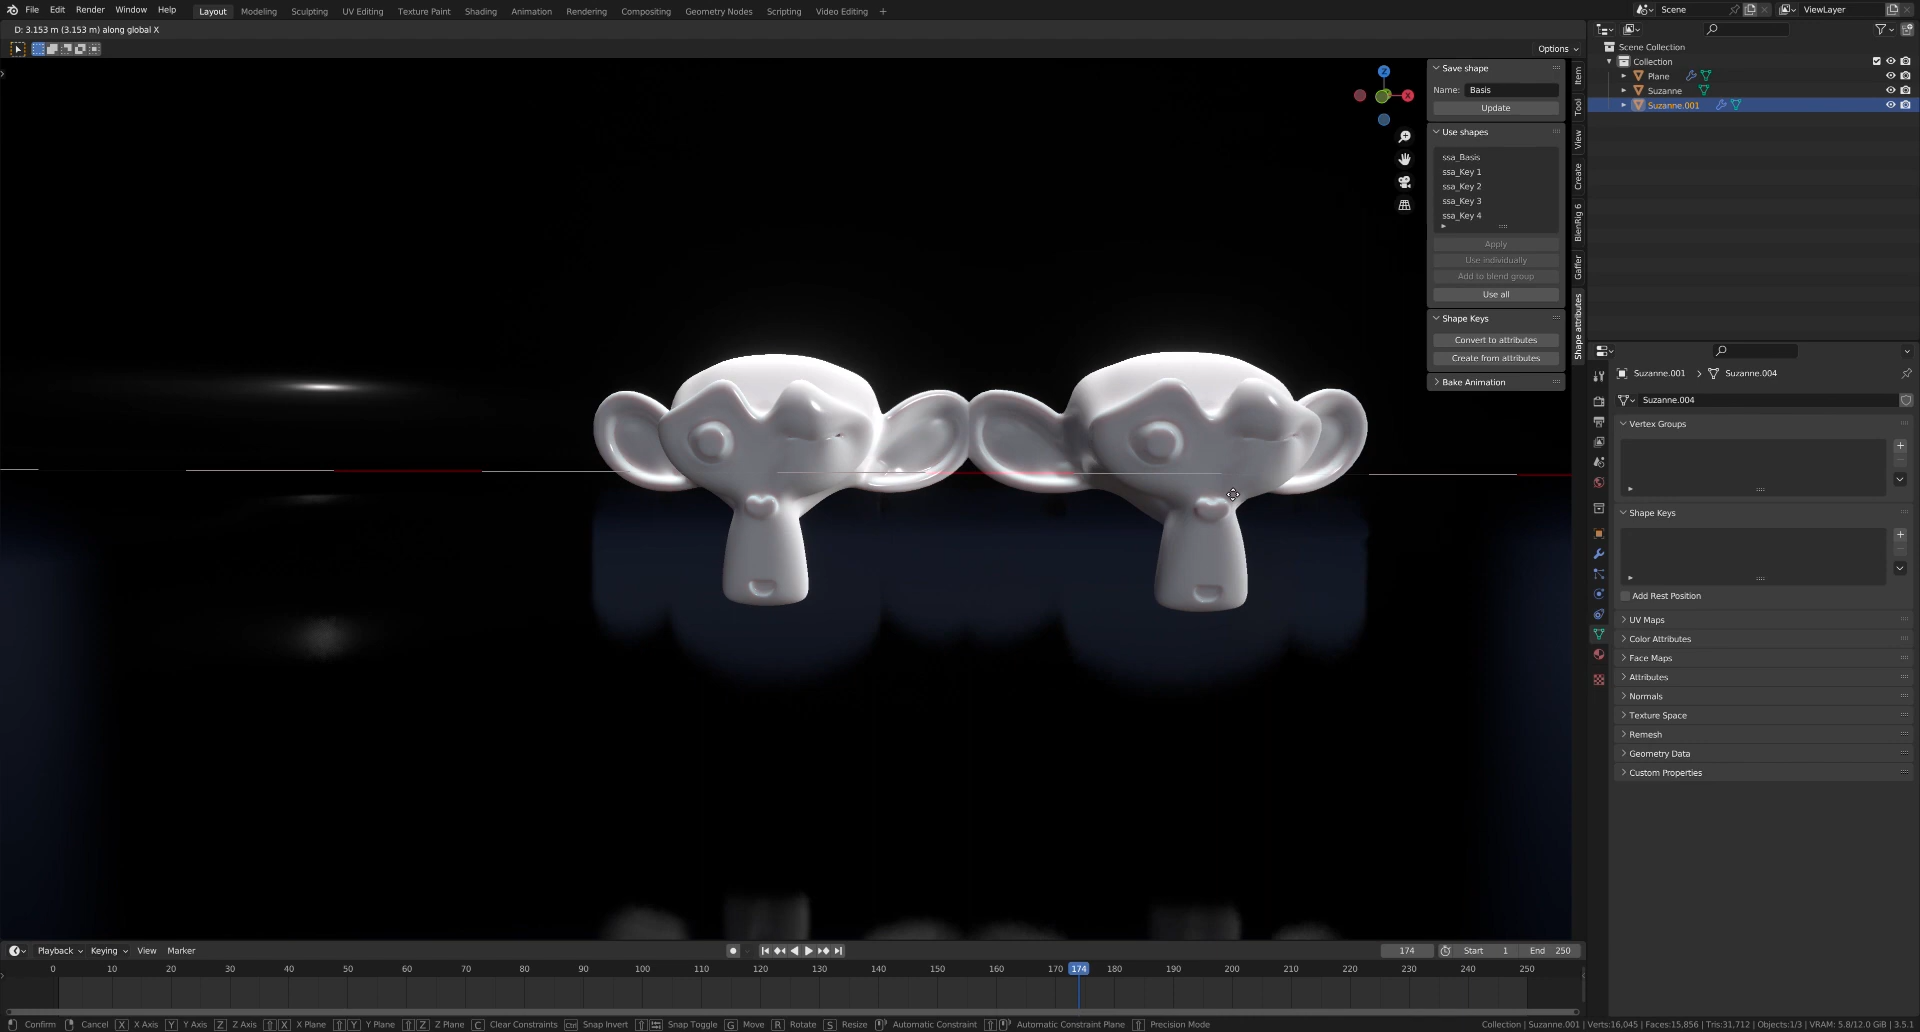 File Edit Render Window Help Layout Modeling Sculpting UV Editing Texture Paint Shading Animation Rendering Compositing Geometry Nodes Scripting Video Editing + Scene ViewLayer
D: 3.153 m (3.153 m) along global X
Options
Save shape
Name: Basis
Update
Use shapes
ssa_Basis
ssa_Key 1
ssa_Key 2
ssa_Key 3
ssa_Key 4
Apply
Use individually
Add to blend group
Use all
Shape Keys
Convert to attributes
Create from attributes
Bake Animation
Z
X
Item
Tool
View
Create
BlenRig 6
Gaffer
Shape attributes
Scene Collection
Collection
Plane
Suzanne
Suzanne.001
Suzanne.001 > Suzanne.004
Suzanne.004
Vertex Groups
Shape Keys
Add Rest Position
UV Maps
Color Attributes
Face Maps
Attributes
Normals
Texture Space
Remesh
Geometry Data
Custom Properties
Playback Keying View Marker 174 Start 1 End 250
0 10 20 30 40 50 60 70 80 90 100 110 120 130 140 150 160 170 174 180 190 200 210 220 230 240 250
Confirm Cancel X X Axis Y Y Axis Z Z Axis X X Plane Y Y Plane Z Z Plane C Clear Constraints Ctrl Snap Invert Snap Toggle G Move R Rotate S Resize Automatic Constraint Automatic Constraint Plane Precision Mode Collection | Suzanne.001 | Verts:16,045 | Faces:15,856 | Tris:31,712 | Objects:1/3 | VRAM: 5.8/12.0 GiB | 3.5.1